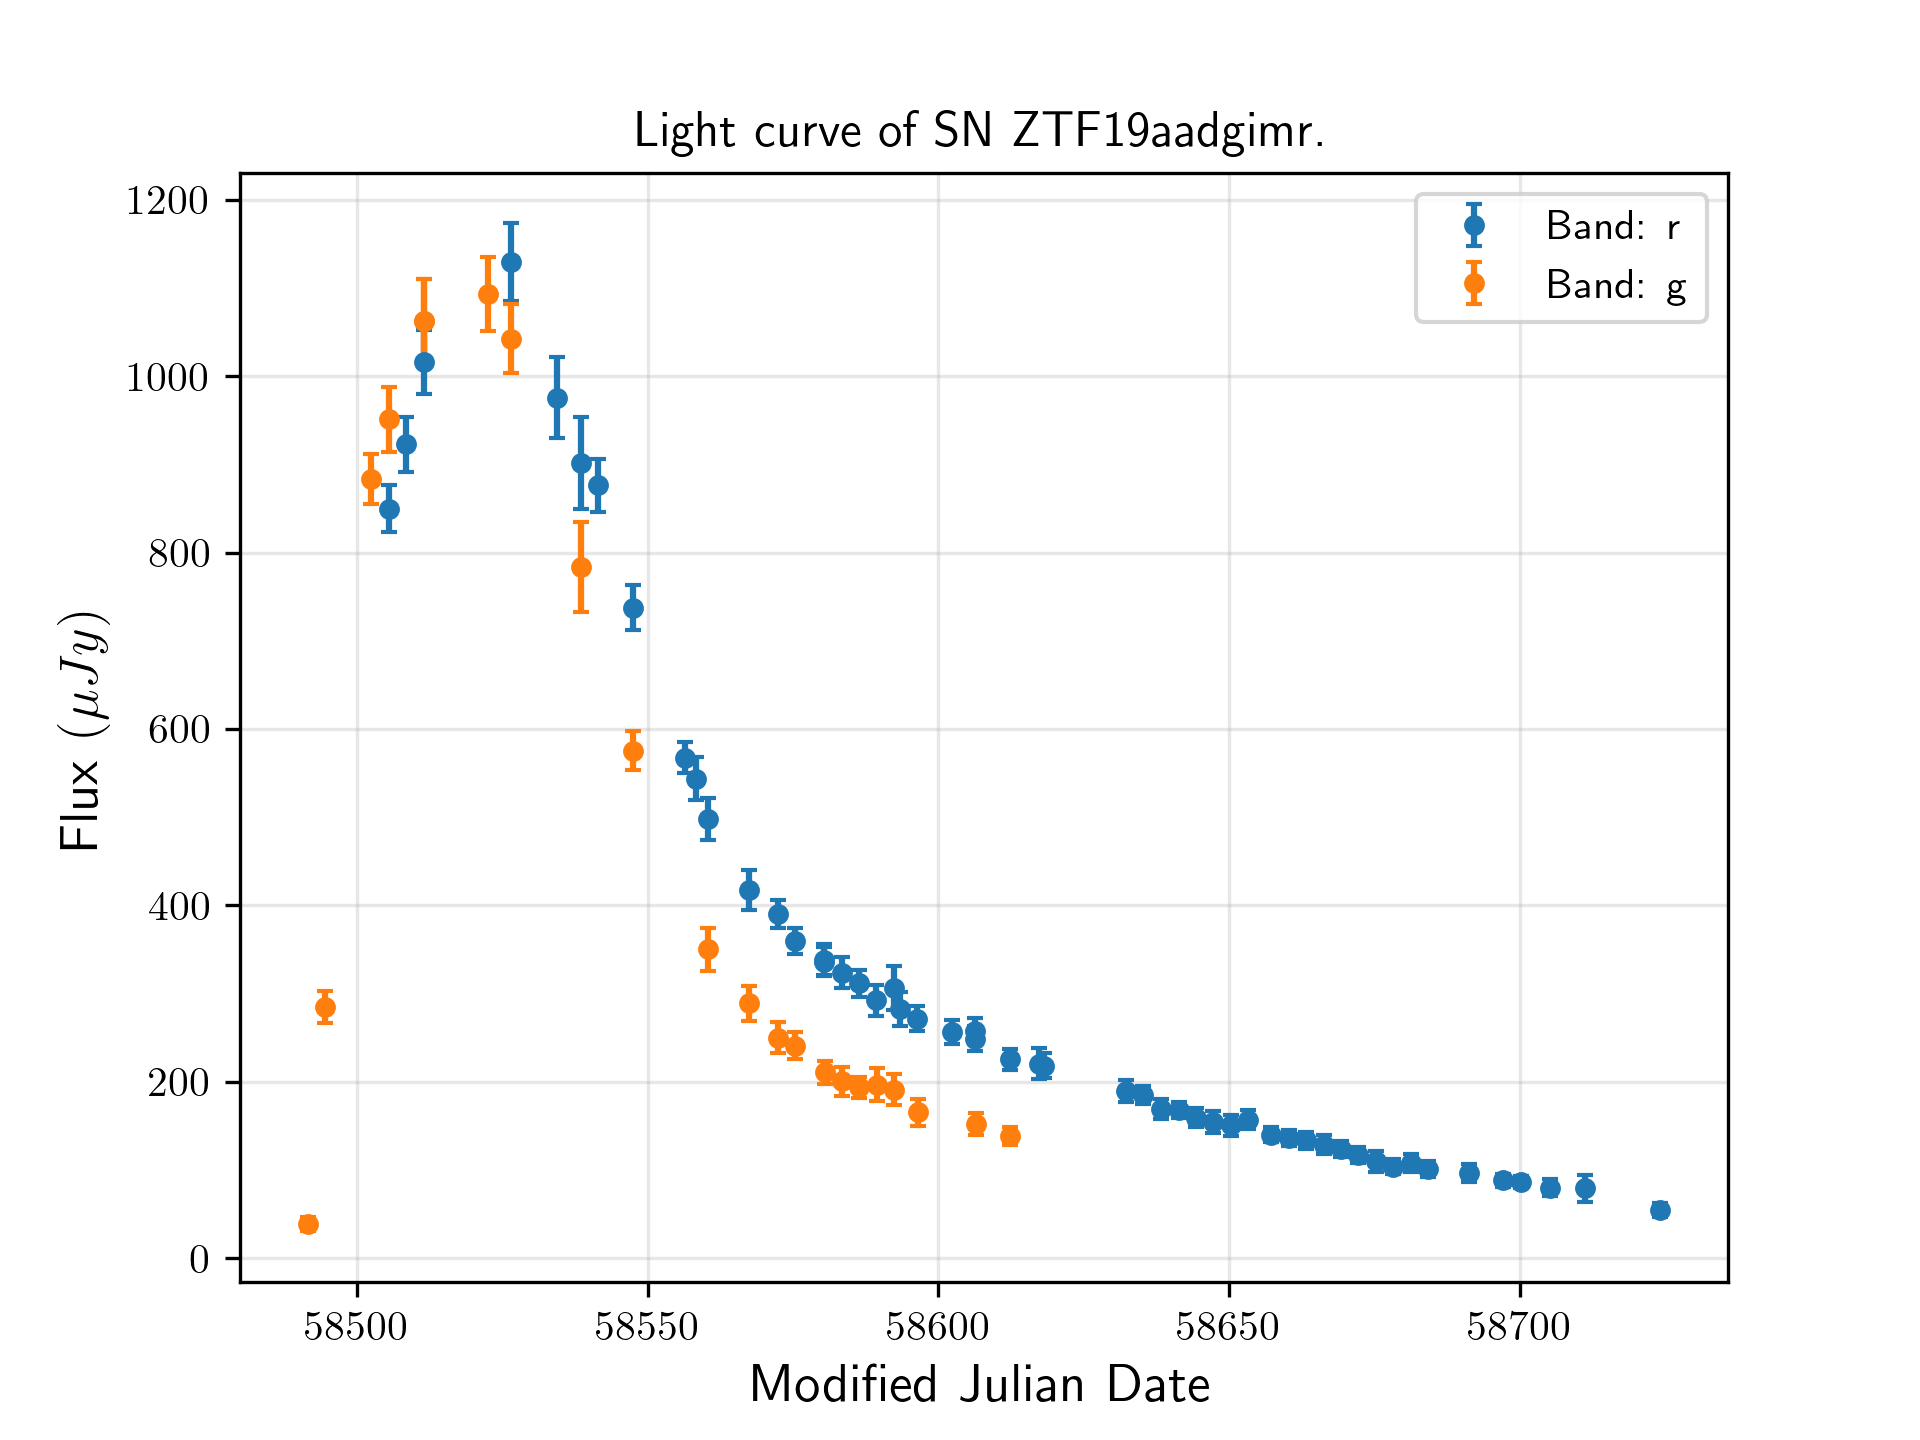 Light curve of SN ZTF19aadgimr.
1200
1000
800
600
400
200
0
Flux (μJy)
Band: r
Band: g
58500 58550 58600 58650 58700
Modified Julian Date